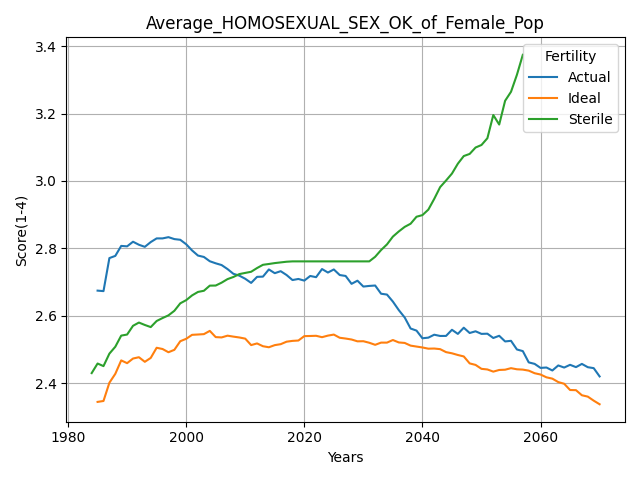 Average_HOMOSEXUAL_SEX_OK_of_Female_Pop
Fertility
Actual
Ideal
Sterile
Score(1-4)
3.4
3.2
3.0
2.8
2.6
2.4
1980
2000
2020
2040
2060
Years